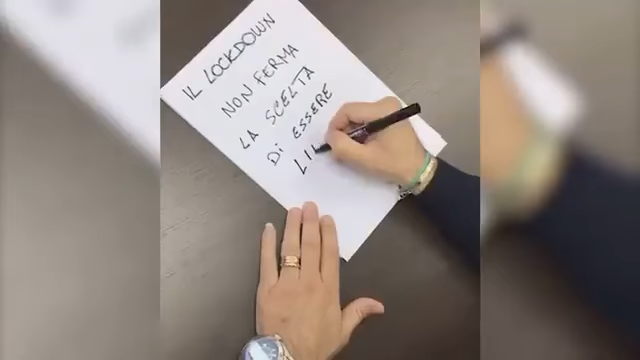 IL LOCKDOWN
NON FERMA
LA SCELTA
DI ESSERE
LI